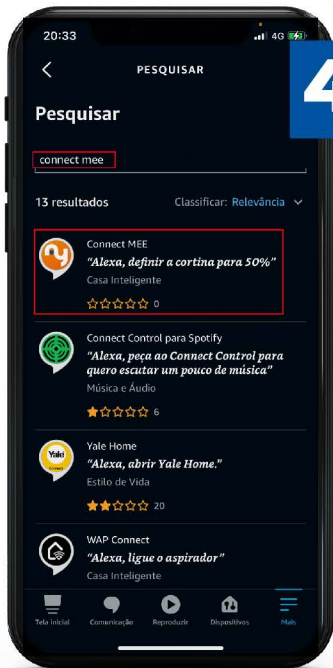 20:33
4G
4
PESQUISAR
Pesquisar
connect mee
13 resultados
Classificar: Relevância
Connect MEE
“Alexa, definir a cortina para 50%”
Casa Inteligente
0
Connect Control para Spotify
“Alexa, peça ao Connect Control para
quero escutar um pouco de música”
Música e Áudio
6
Yale
Yale Home
“Alexa, abrir Yale Home.”
Estilo de Vida
20
WAP Connect
“Alexa, ligue o aspirador”
Casa Inteligente
Tela inicial
Comunicação
Reproduzir
Dispositivos
Mais